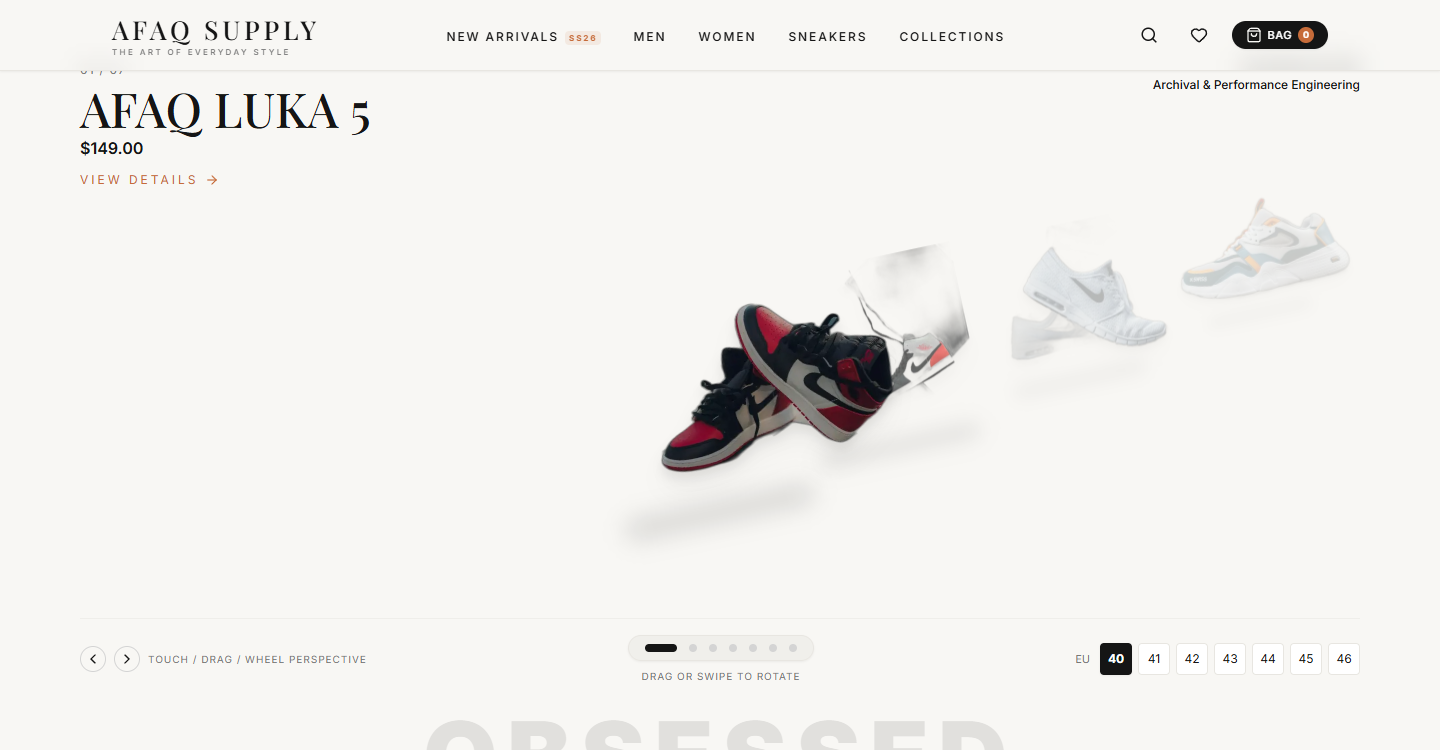 AFAQ SUPPLY
THE ART OF EVERYDAY STYLE
NEW ARRIVALS SS26 MEN WOMEN SNEAKERS COLLECTIONS
BAG 0
Archival & Performance Engineering
AFAQ LUKA 5
$149.00
VIEW DETAILS →
TOUCH / DRAG / WHEEL PERSPECTIVE
DRAG OR SWIPE TO ROTATE
EU 40 41 42 43 44 45 46
OBSESSED